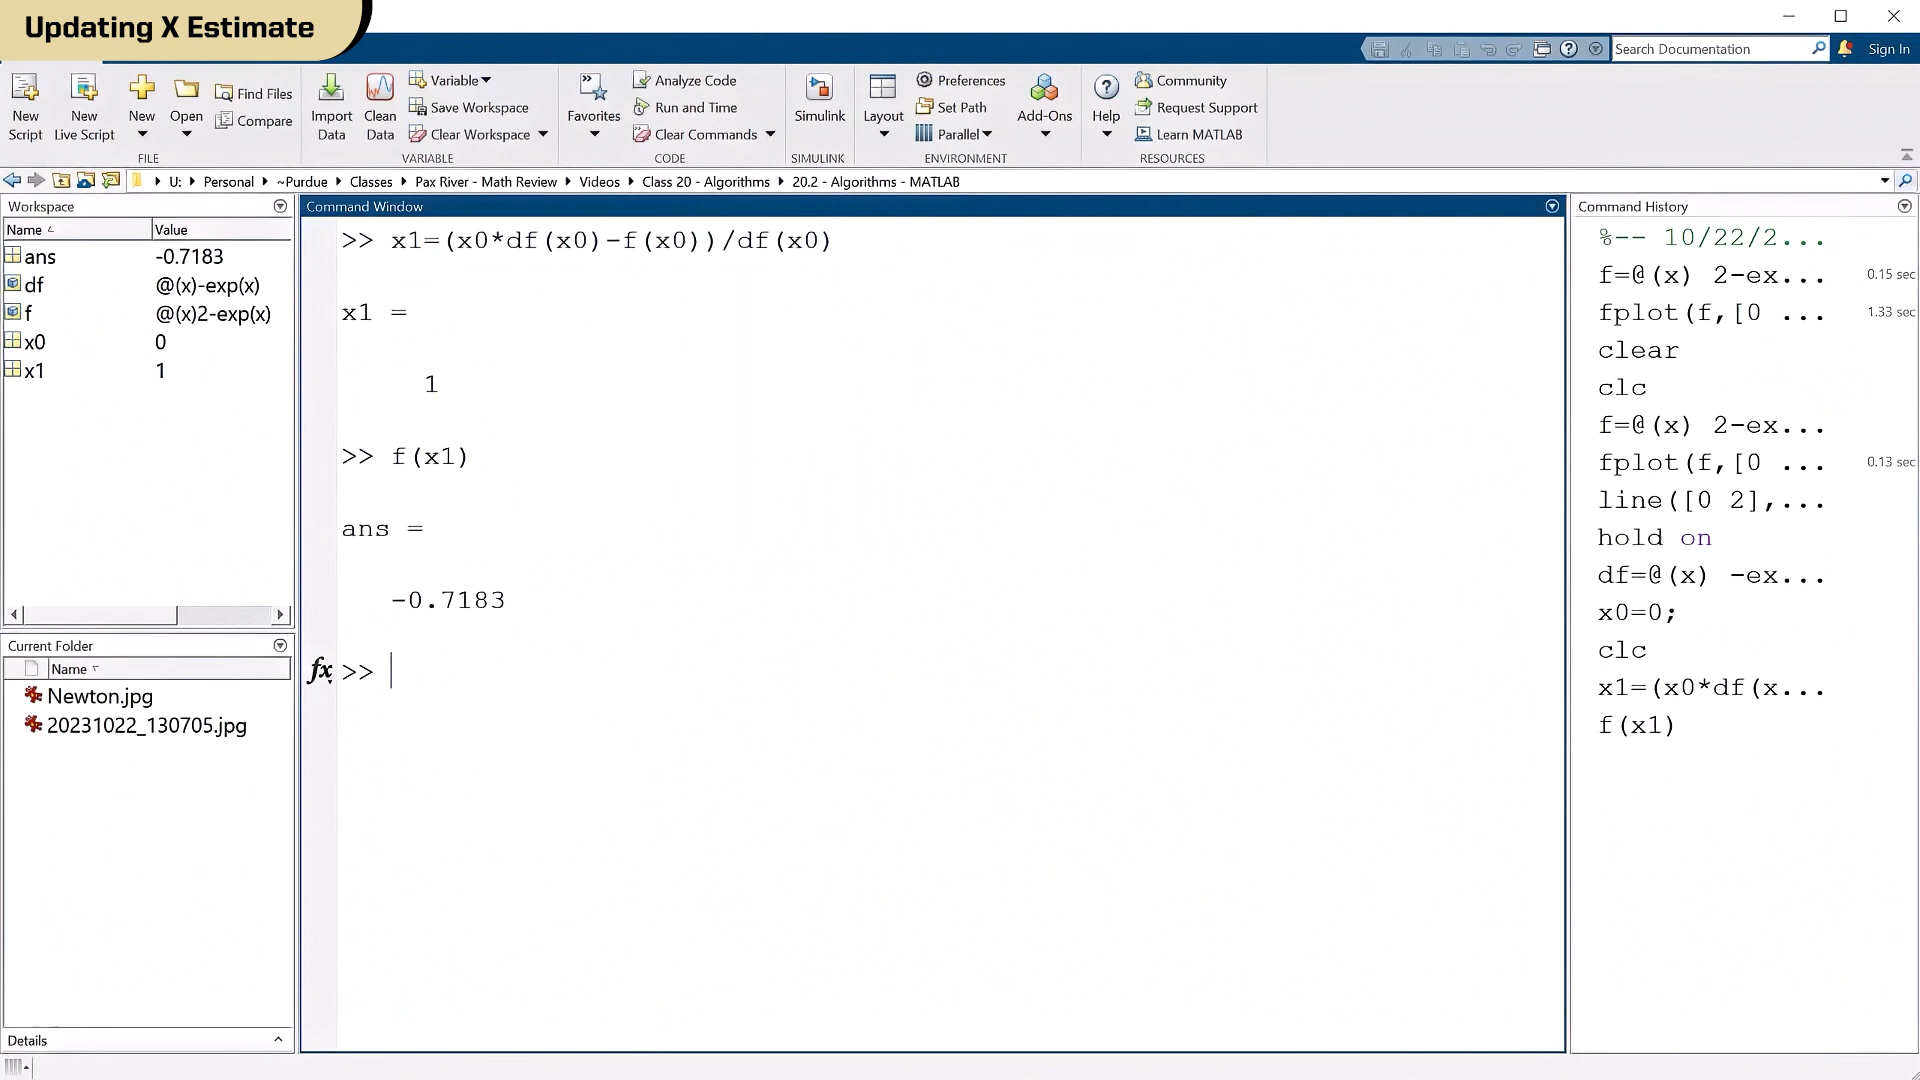 Updating X Estimate
Search Documentation
Sign In
New Script
New Live Script
New
Open
Find Files
Compare
FILE
Import Data
Clean Data
Variable
Save Workspace
Clear Workspace
VARIABLE
Favorites
Analyze Code
Run and Time
Clear Commands
CODE
Simulink
SIMULINK
Layout
Preferences
Set Path
Parallel
Add-Ons
ENVIRONMENT
Help
Community
Request Support
Learn MATLAB
RESOURCES
U: Personal ~Purdue Classes Pax River - Math Review Videos Class 20 - Algorithms 20.2 - Algorithms - MATLAB
Workspace
Name Value
ans -0.7183
df @(x)-exp(x)
f @(x)2-exp(x)
x0 0
x1 1
Current Folder
Name
Newton.jpg
20231022_130705.jpg
Details
Command Window
>> x1=(x0*df(x0)-f(x0))/df(x0)
x1 =
1
>> f(x1)
ans =
-0.7183
fx >>
Command History
%-- 10/22/2...
f=@(x) 2-ex... 0.15 sec
fplot(f,[0 ... 1.33 sec
clear
clc
f=@(x) 2-ex...
fplot(f,[0 ... 0.13 sec
line([0 2],...
hold on
df=@(x) -ex...
x0=0;
clc
x1=(x0*df(x...
f(x1)